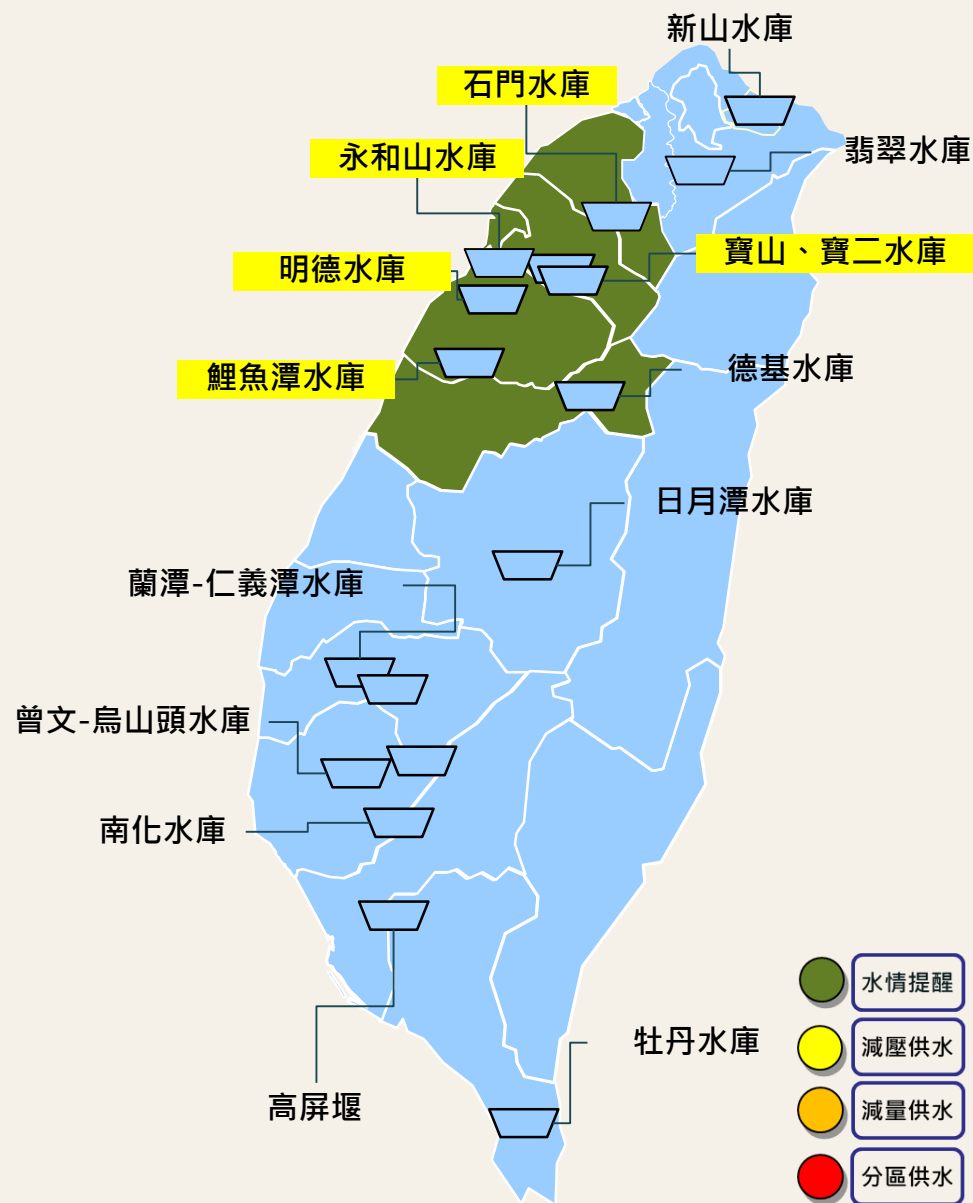 新山水庫
石門水庫
永和山水庫
翡翠水庫
寶山、寶二水庫
明德水庫
鯉魚潭水庫
德基水庫
日月潭水庫
蘭潭-仁義潭水庫
曾文-烏山頭水庫
南化水庫
高屏堰
牡丹水庫
水情提醒
減壓供水
減量供水
分區供水